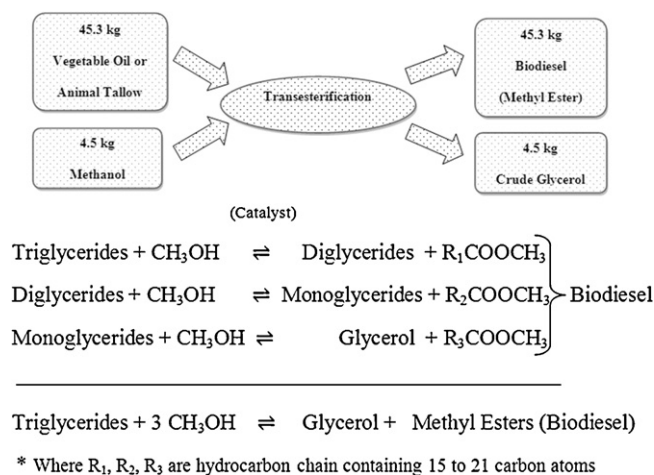 45.3 kg
Vegetable Oil or
Animal Tallow
4.5 kg
Methanol
Transesterification
45.3 kg
Biodiesel
(Methyl Ester)
4.5 kg
Crude Glycerol
(Catalyst)
Triglycerides + CH₃OH ⇌ Diglycerides + R₁COOCH₃
Diglycerides + CH₃OH ⇌ Monoglycerides + R₂COOCH₃ Biodiesel
Monoglycerides + CH₃OH ⇌ Glycerol + R₃COOCH₃
Triglycerides + 3 CH₃OH ⇌ Glycerol + Methyl Esters (Biodiesel)
* Where R₁, R₂, R₃ are hydrocarbon chain containing 15 to 21 carbon atoms